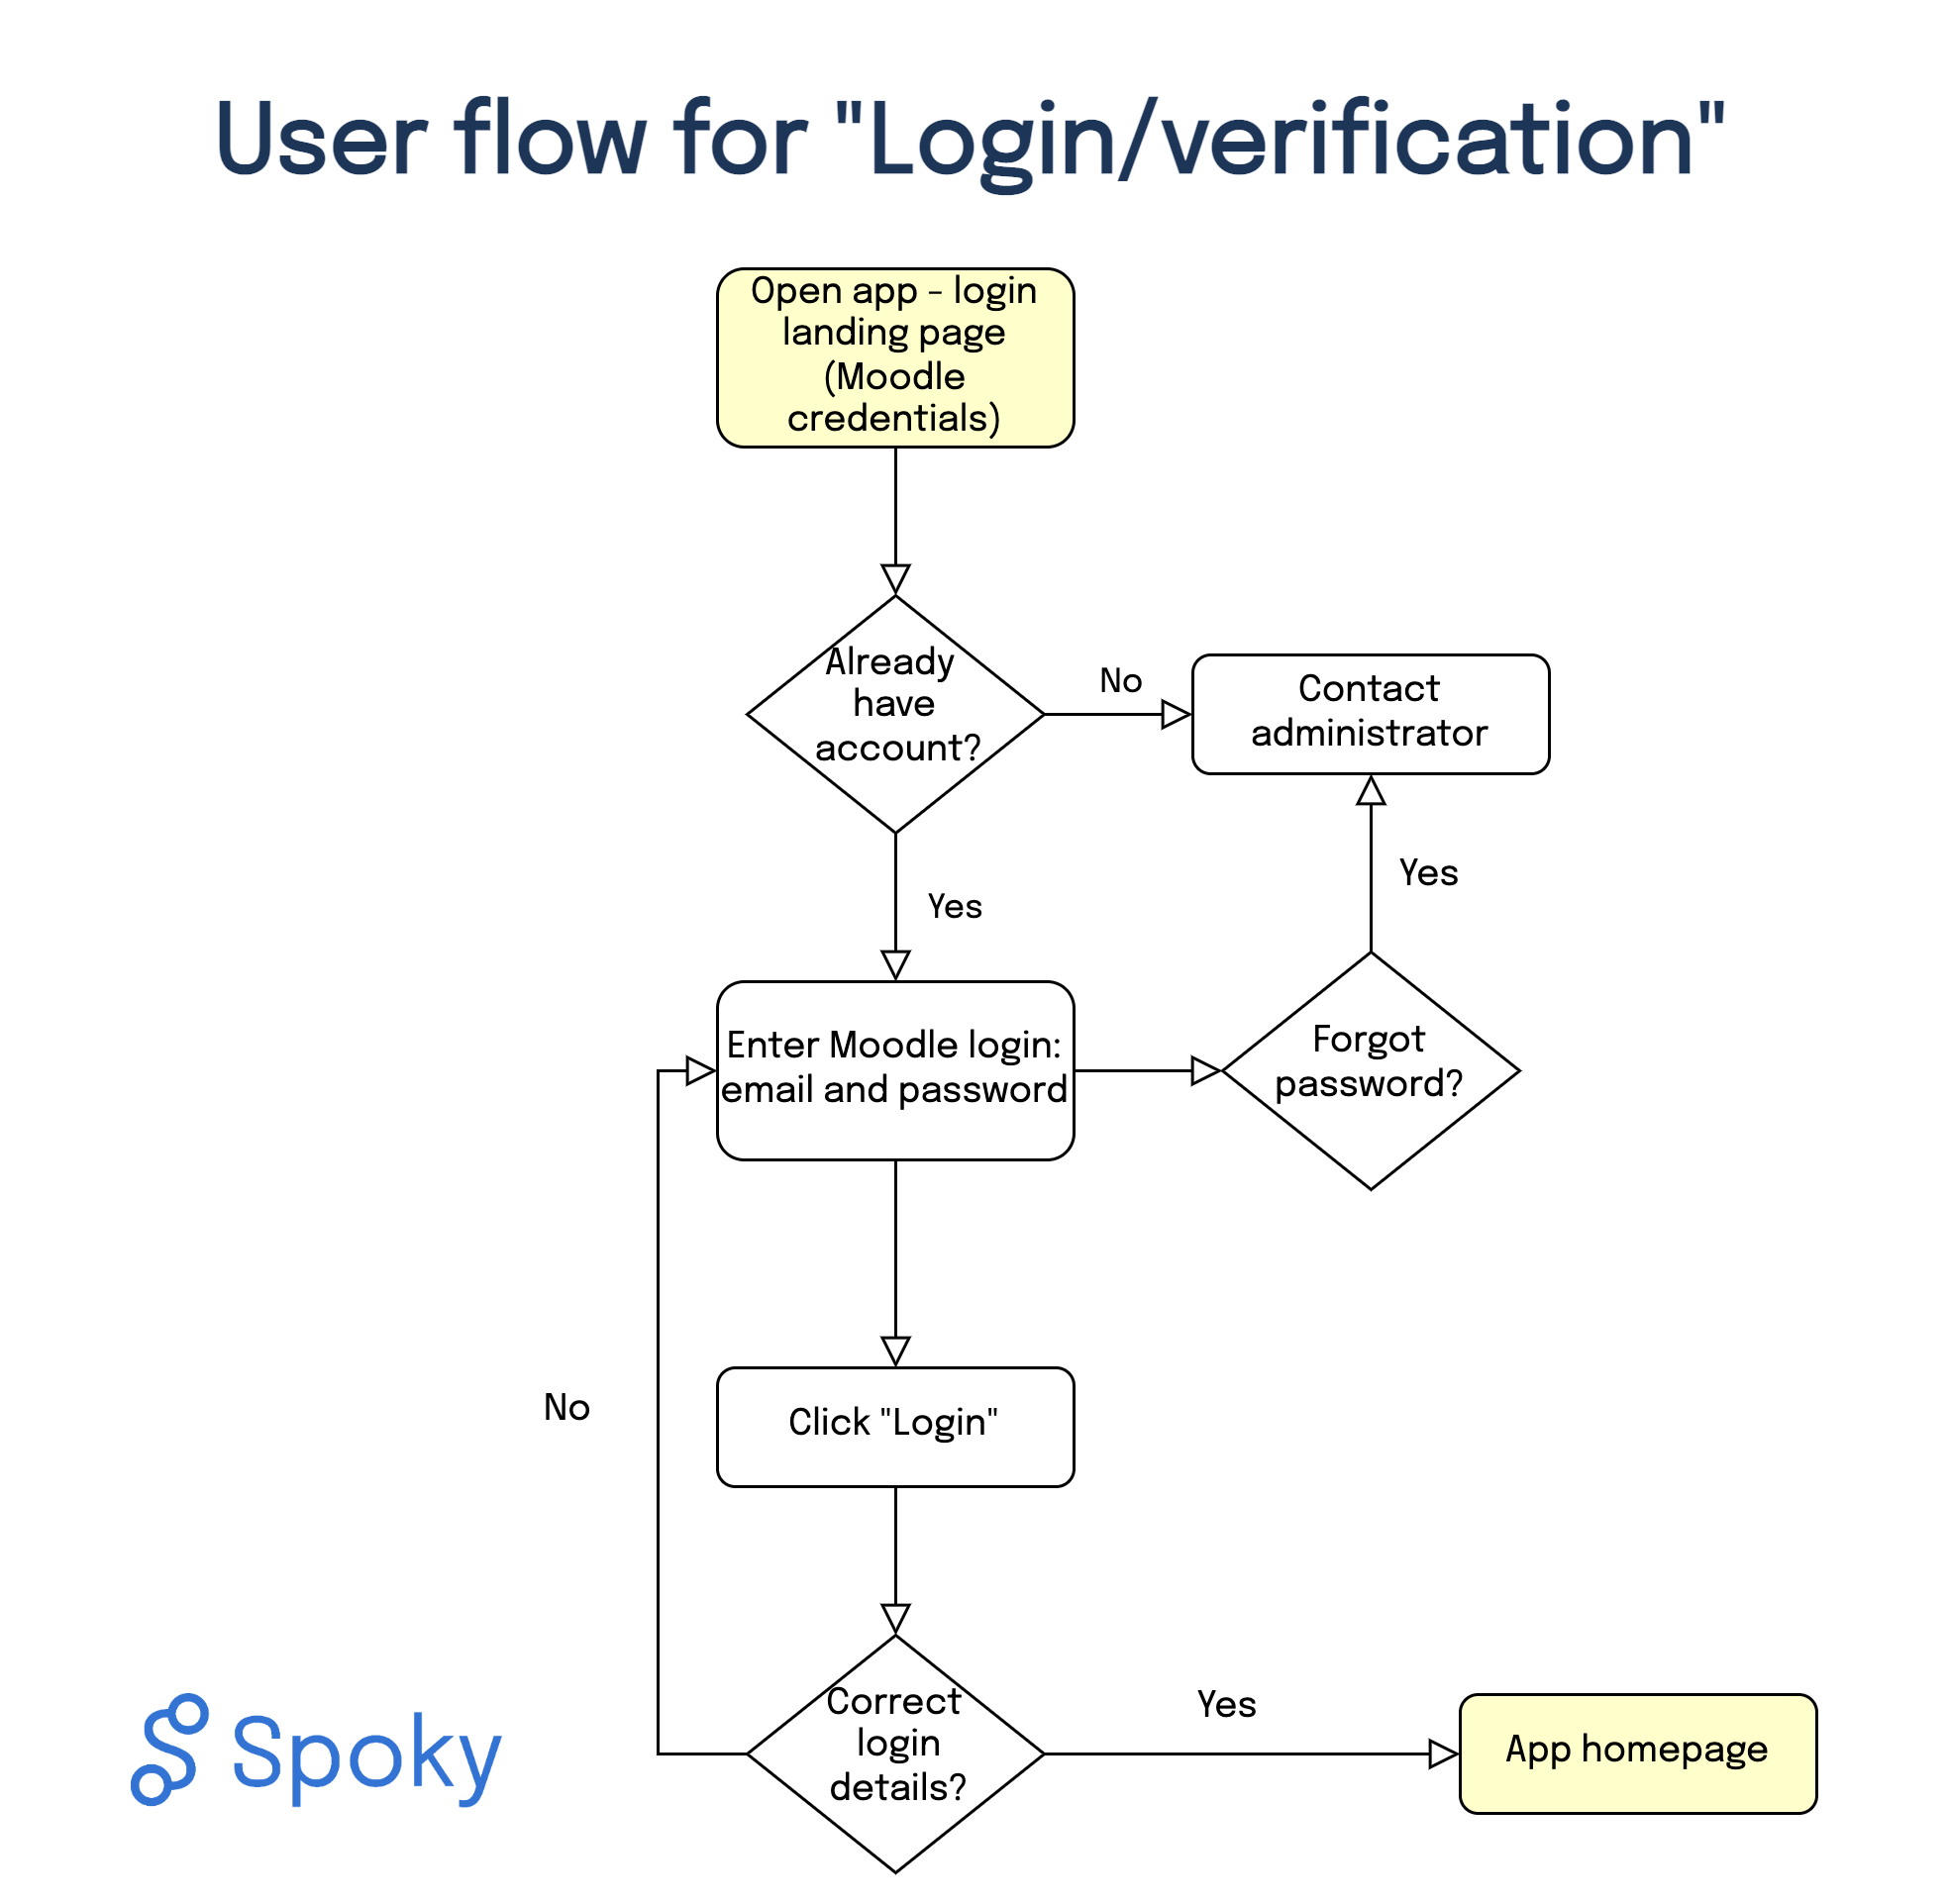 User flow for "Login/verification"
Open app - login
landing page
(Moodle
credentials)
Already
have
account?
No
Contact
administrator
Yes
Yes
Enter Moodle login:
email and password
Forgot
password?
No
Click "Login"
Correct
login
details?
Yes
App homepage
Spoky